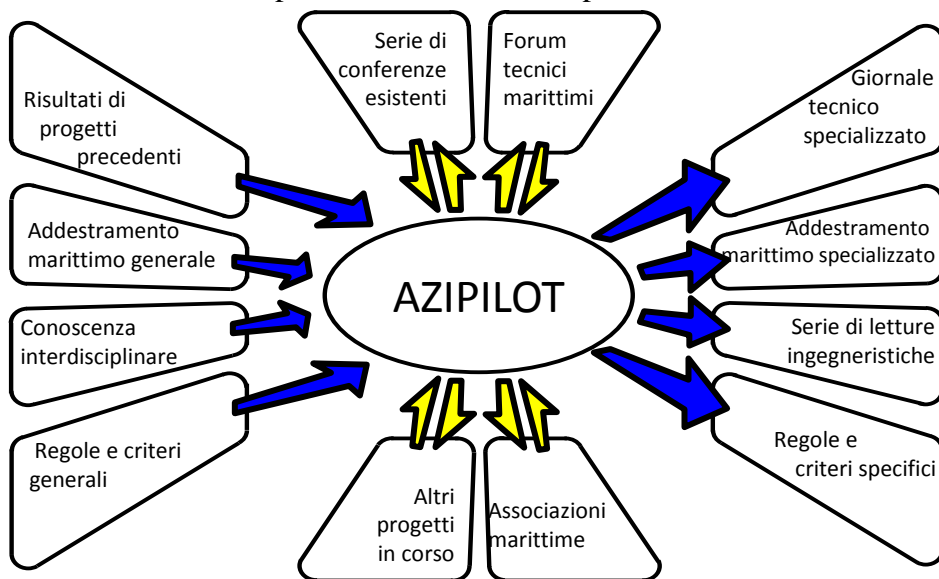 Serie di
conferenze
esistenti
Forum
tecnici
marittimi
Risultati di
progetti
precedenti
Giornale
tecnico
specializzato
Addestramento
marittimo generale
Addestramento
marittimo specializzato
AZIPILOT
Conoscenza
interdisciplinare
Serie di letture
ingegneristiche
Regole e criteri
generali
Regole e
criteri specifici
Altri
progetti
in corso
Associazioni
marittime